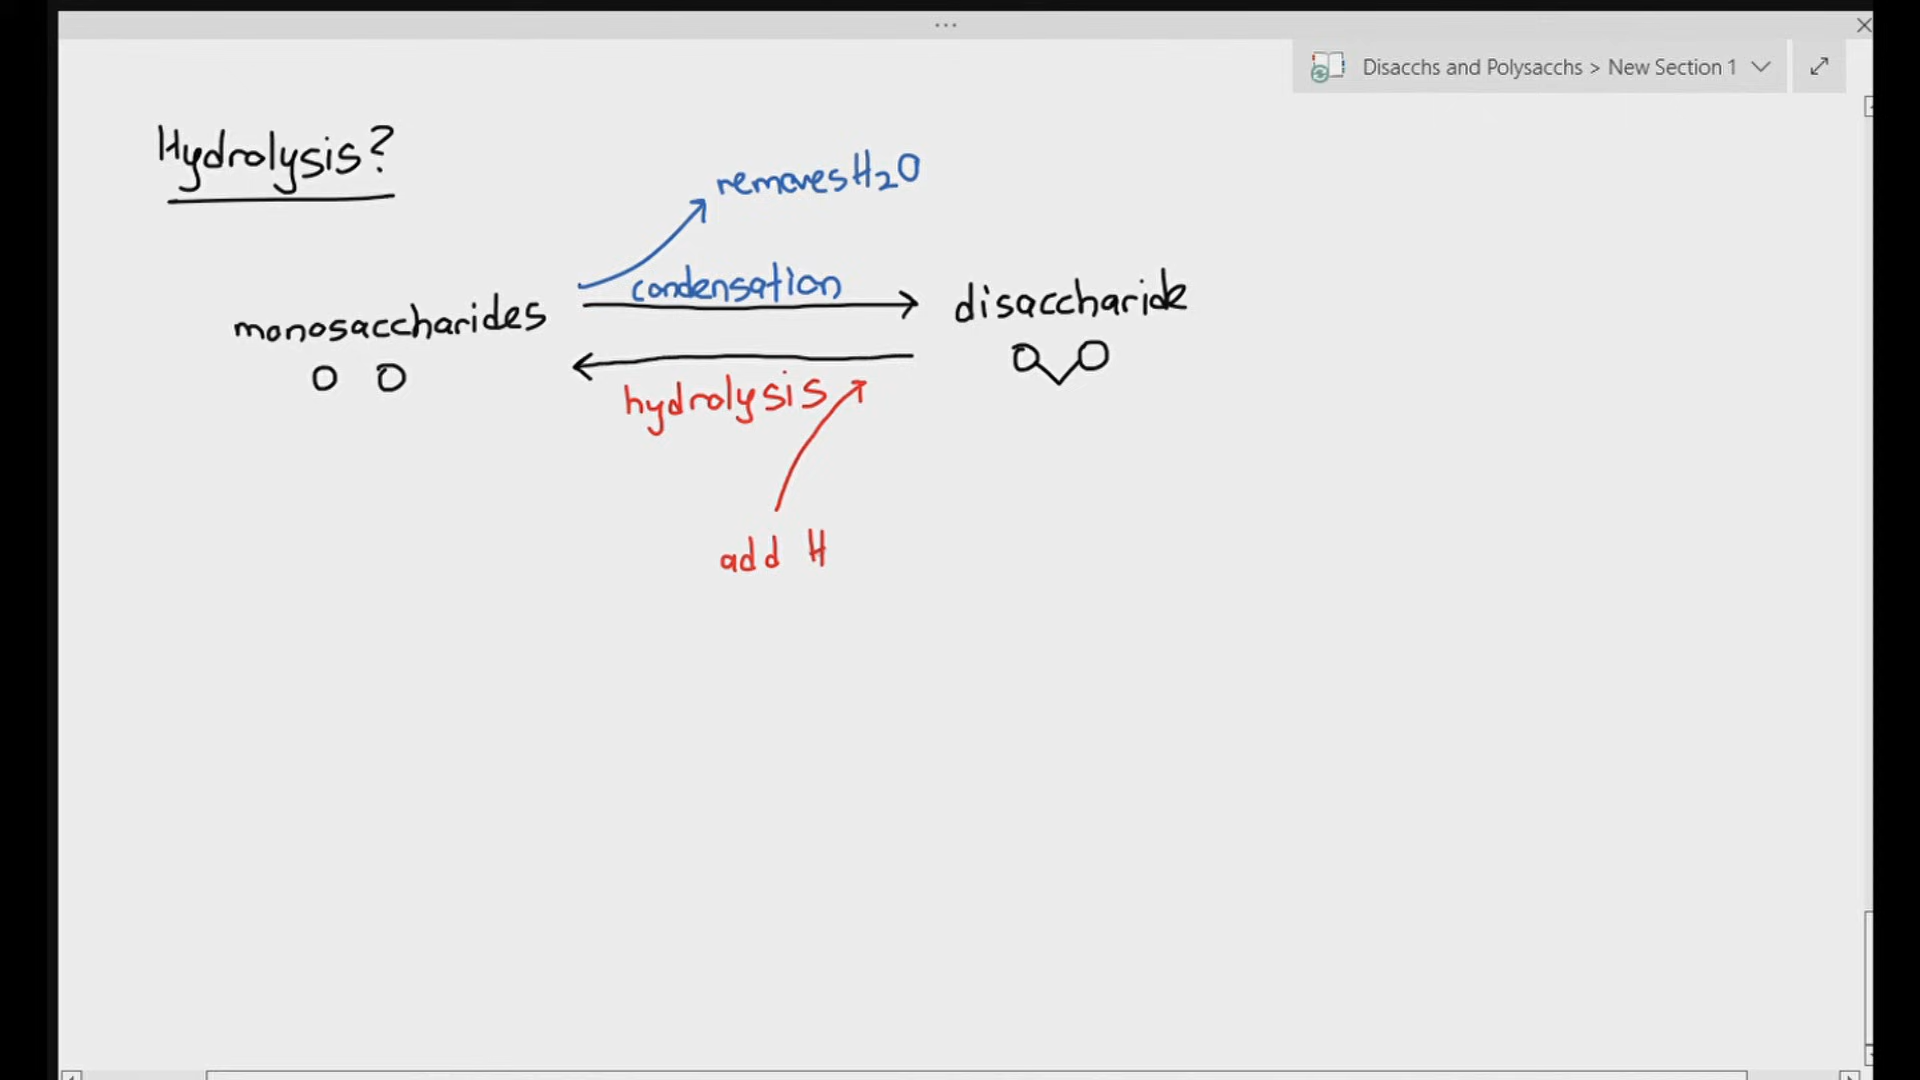 Disacchs and Polysacchs > New Section 1
Hydrolysis?
removes H₂O
condensation
monosaccharides
disaccharide
hydrolysis
add H